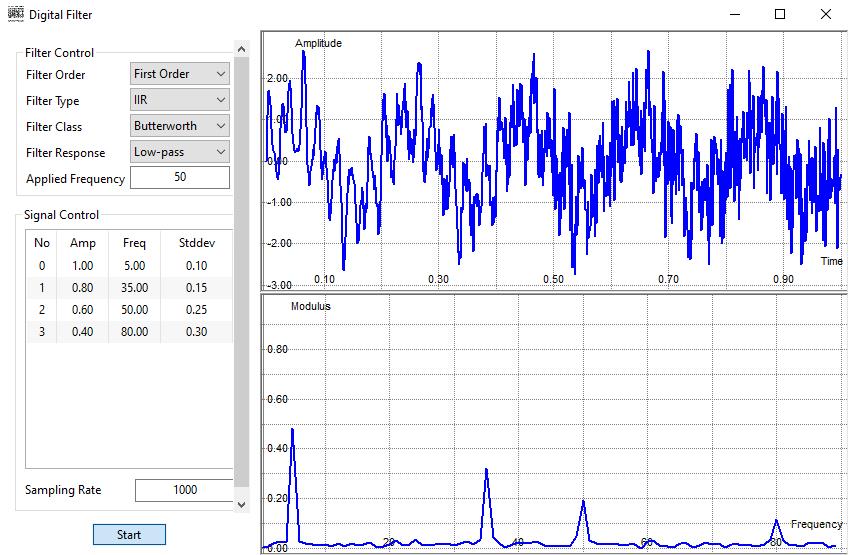 Digital Filter
Filter Control
Filter Order First Order
Filter Type IIR
Filter Class Butterworth
Filter Response Low-pass
Applied Frequency 50
Signal Control
No Amp Freq Stddev
0 1.00 5.00 0.10
1 0.80 35.00 0.15
2 0.60 50.00 0.25
3 0.40 80.00 0.30
Sampling Rate 1000
Start
Amplitude
2.00
-1.00
-2.00
-3.00
0.10 0.30 0.50 0.70 0.90
Time
Modulus
0.80
0.60
0.40
0.20
0.00
20 40 60 80
Frequency